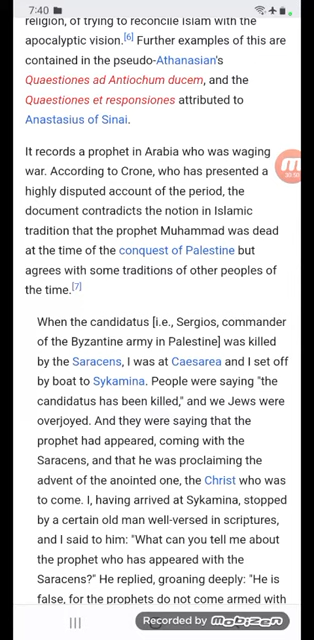 7:40
religion, of trying to reconcile Islam with the
apocalyptic vision.[6] Further examples of this are
contained in the pseudo-Athanasian's
Quaestiones ad Antiochum ducem, and the
Quaestiones et responsiones attributed to
Anastasius of Sinai.
It records a prophet in Arabia who was waging
war. According to Crone, who has presented a
highly disputed account of the period, the
document contradicts the notion in Islamic
tradition that the prophet Muhammad was dead
at the time of the conquest of Palestine but
agrees with some traditions of other peoples of
the time.[7]
When the candidatus [i.e., Sergios, commander
of the Byzantine army in Palestine] was killed
by the Saracens, I was at Caesarea and I set off
by boat to Sykamina. People were saying "the
candidatus has been killed," and we Jews were
overjoyed. And they were saying that the
prophet had appeared, coming with the
Saracens, and that he was proclaiming the
advent of the anointed one, the Christ who was
to come. I, having arrived at Sykamina, stopped
by a certain old man well-versed in scriptures,
and I said to him: "What can you tell me about
the prophet who has appeared with the
Saracens?" He replied, groaning deeply: "He is
false, for the prophets do not come armed with
Recorded by Mobizen